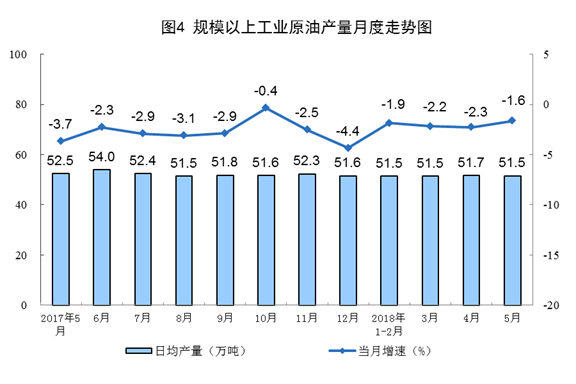 图4 规模以上工业原油产量月度走势图
100 5
-0.4
80 -3.7 -2.3 -2.9 -3.1 -2.9 -2.5 -4.4 -1.9 -2.2 -2.3 -1.6 0
60 52.5 54.0 52.4 51.5 51.8 51.6 52.3 51.6 51.5 51.5 51.7 51.5 -5
40 -10
20 -15
0 -20
2017年5月 6月 7月 8月 9月 10月 11月 12月 2018年1-2月 3月 4月 5月
日均产量（万吨） 当月增速（%）